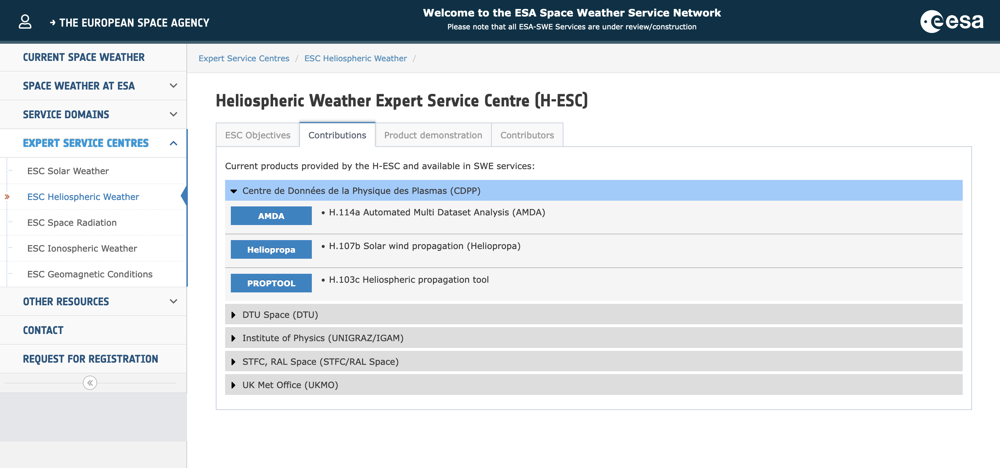 → THE EUROPEAN SPACE AGENCY
Welcome to the ESA Space Weather Service Network
Please note that all ESA-SWE Services are under review/construction
esa
CURRENT SPACE WEATHER
SPACE WEATHER AT ESA
SERVICE DOMAINS
EXPERT SERVICE CENTRES
ESC Solar Weather
» ESC Heliospheric Weather
ESC Space Radiation
ESC Ionospheric Weather
ESC Geomagnetic Conditions
OTHER RESOURCES
CONTACT
REQUEST FOR REGISTRATION
«
Expert Service Centres / ESC Heliospheric Weather /
Heliospheric Weather Expert Service Centre (H-ESC)
ESC Objectives Contributions Product demonstration Contributors
Current products provided by the H-ESC and available in SWE services:
Centre de Données de la Physique des Plasmas (CDPP)
AMDA • H.114a Automated Multi Dataset Analysis (AMDA)
Heliopropa • H.107b Solar wind propagation (Heliopropa)
PROPTOOL • H.103c Heliospheric propagation tool
DTU Space (DTU)
Institute of Physics (UNIGRAZ/IGAM)
STFC, RAL Space (STFC/RAL Space)
UK Met Office (UKMO)